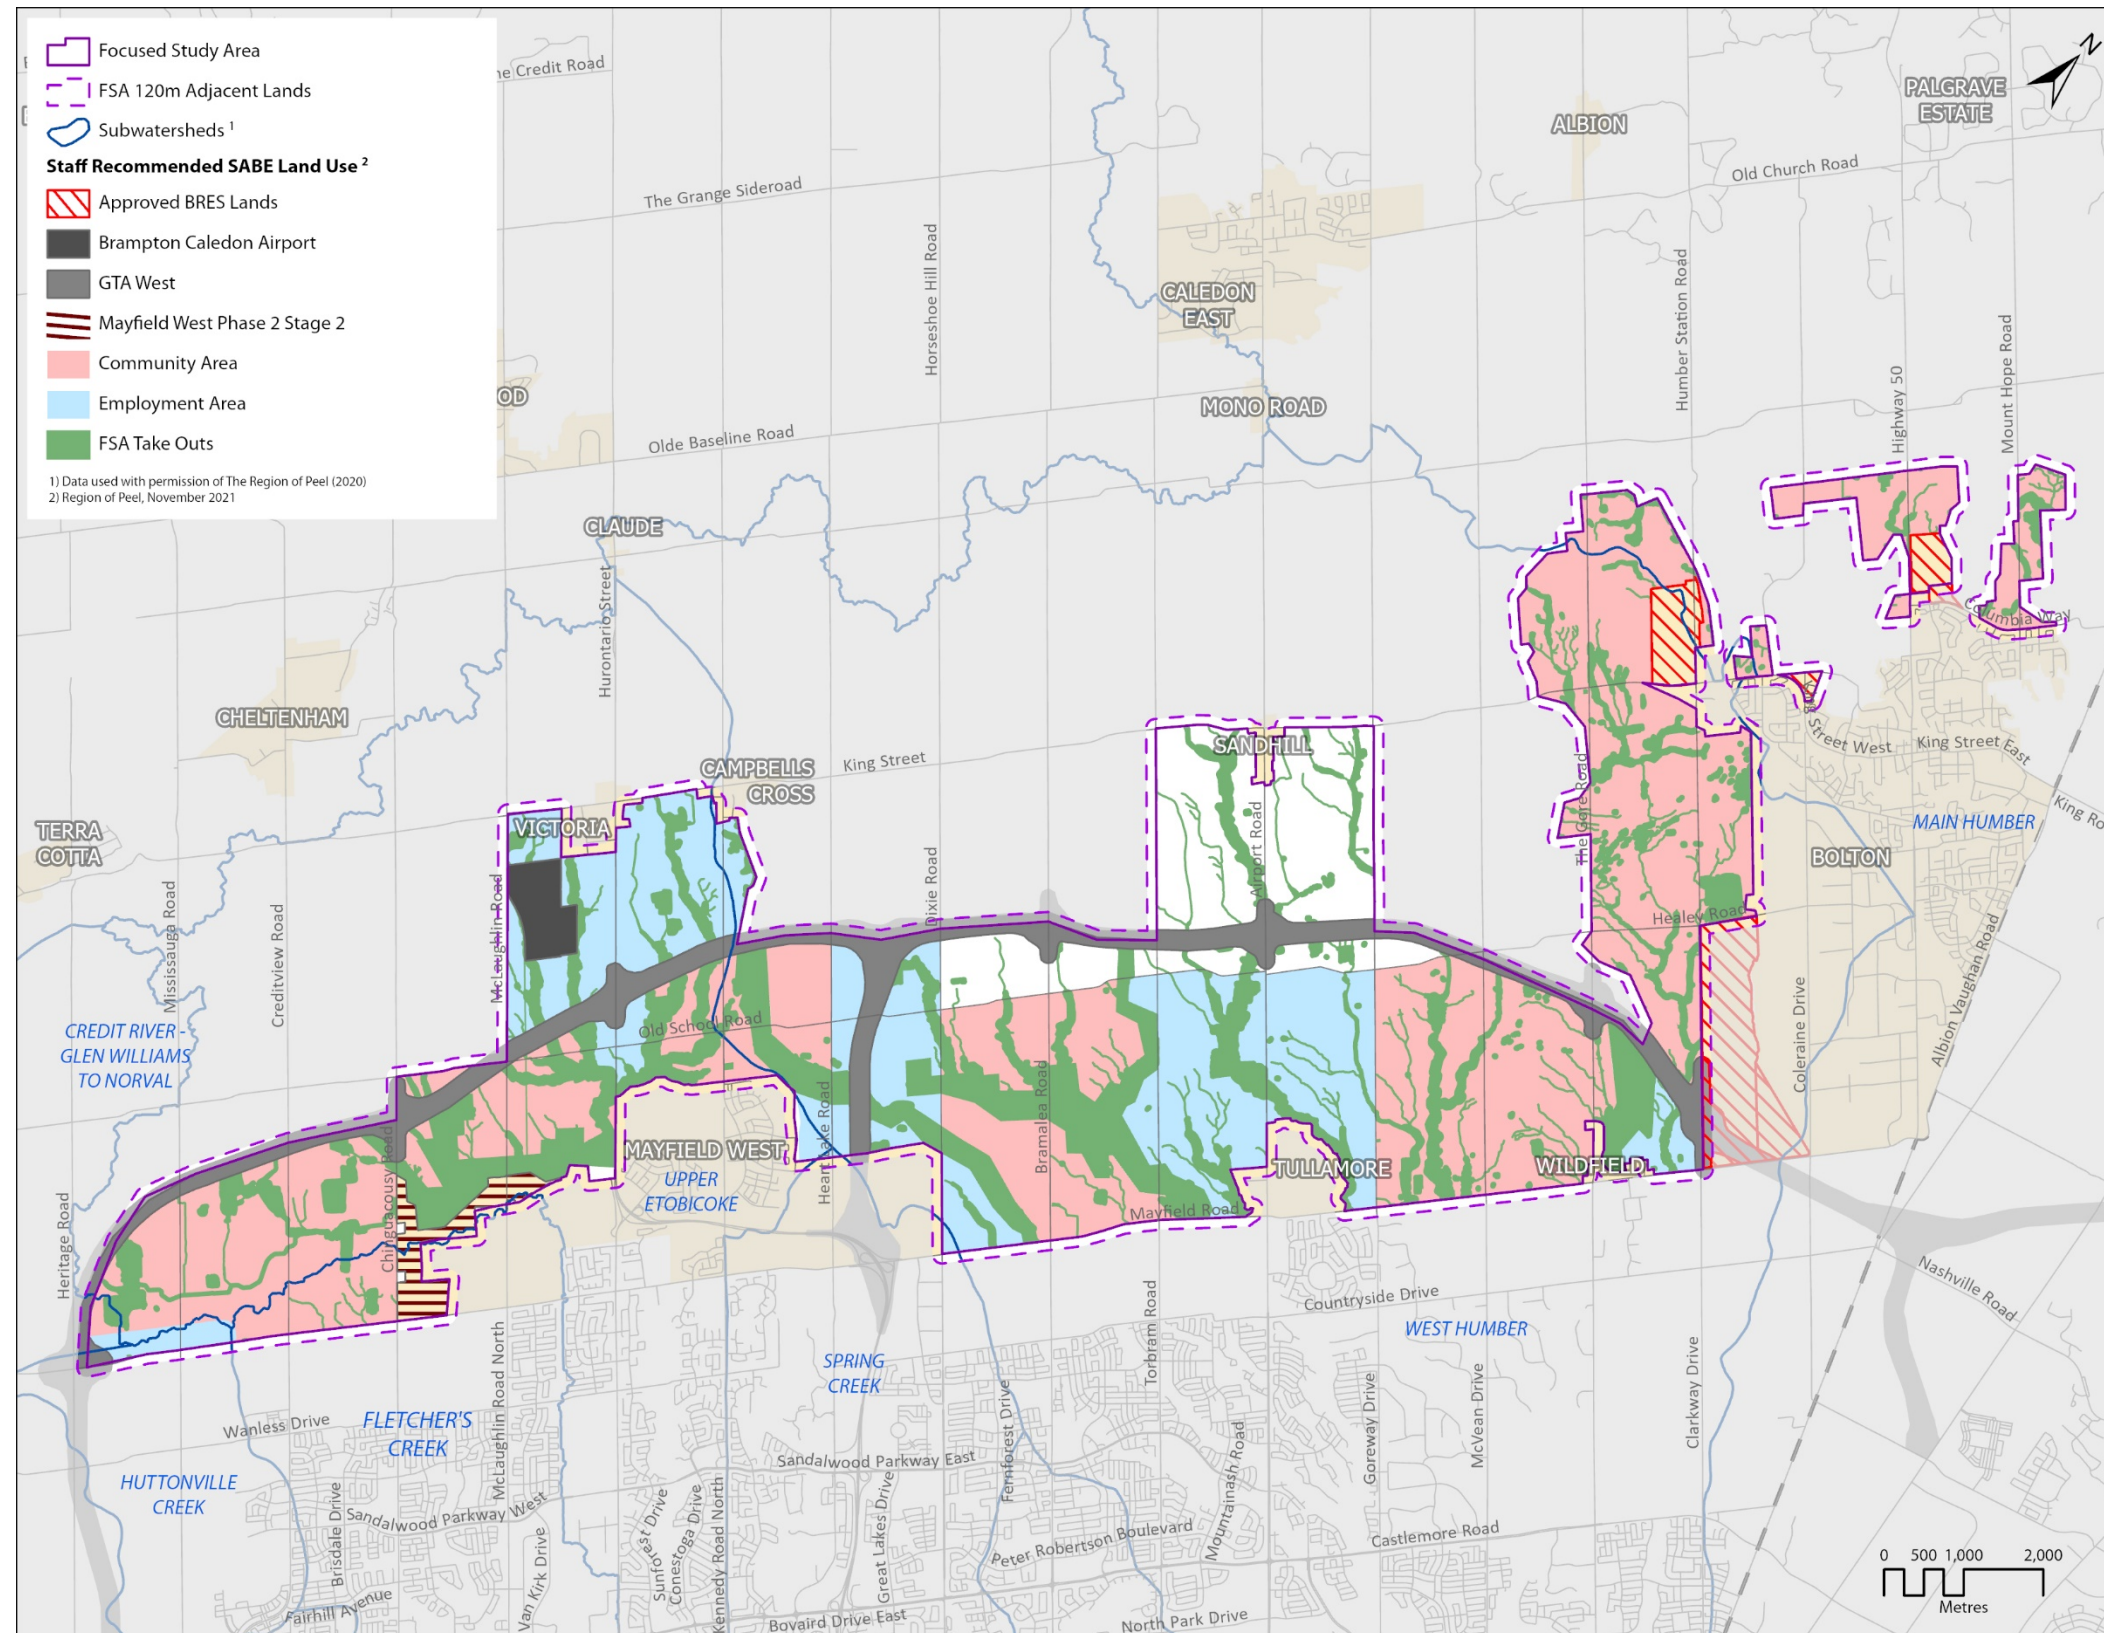 Focused Study Area
FSA 120m Adjacent Lands
Subwatersheds 1
Staff Recommended SABE Land Use 2
Approved BRES Lands
Brampton Caledon Airport
GTA West
Mayfield West Phase 2 Stage 2
Community Area
Employment Area
FSA Take Outs
1) Data used with permission of The Region of Peel (2020)
2) Region of Peel, November 2021
N
Credit Road
PALGRAVE
ESTATE
ALBION
Old Church Road
The Grange Sideroad
Horseshoe Hill Road
CALEDON
EAST
Humber Station Road
Mount Hope Road
Highway 50
OD
MONO ROAD
Olde Baseline Road
CLAUDE
Hurontario Street
Columbia Way
CHELTENHAM
SANDHILL
Street West
King Street East
King Street
CAMPBELLS
CROSS
TERRA
COTTA
VICTORIA
The Gore Road
Airport Road
MAIN HUMBER
King Ro
BOLTON
Mississauga Road
Creditview Road
McLaughlin Road
Dixie Road
Healey Road
Albion Vaughan Road
Coleraine Drive
CREDIT RIVER -
GLEN WILLIAMS
TO NORVAL
Old School Road
Bramalea Road
Heart Lake Road
Chinguacousy Road
MAYFIELD WEST
UPPER
ETOBICOKE
TULLAMORE
WILDFIELD
Mayfield Road
Heritage Road
Nashville Road
Countryside Drive
WEST HUMBER
Torbram Road
SPRING
CREEK
McLaughlin Road North
Fernforest Drive
Goreway Drive
McVean Drive
Clarkway Drive
Wanless Drive
FLETCHER'S
CREEK
HUTTONVILLE
CREEK
Sandalwood Parkway East
Sandalwood Parkway West
Brisdale Drive
Van Kirk Drive
Sunforest Drive
Conestoga Drive
Kennedy Road North
Great Lakes Drive
Mountainash Road
Peter Robertson Boulevard
Castlemore Road
Fairhill Avenue
Bovaird Drive East
North Park Drive
0 500 1,000 2,000
Metres